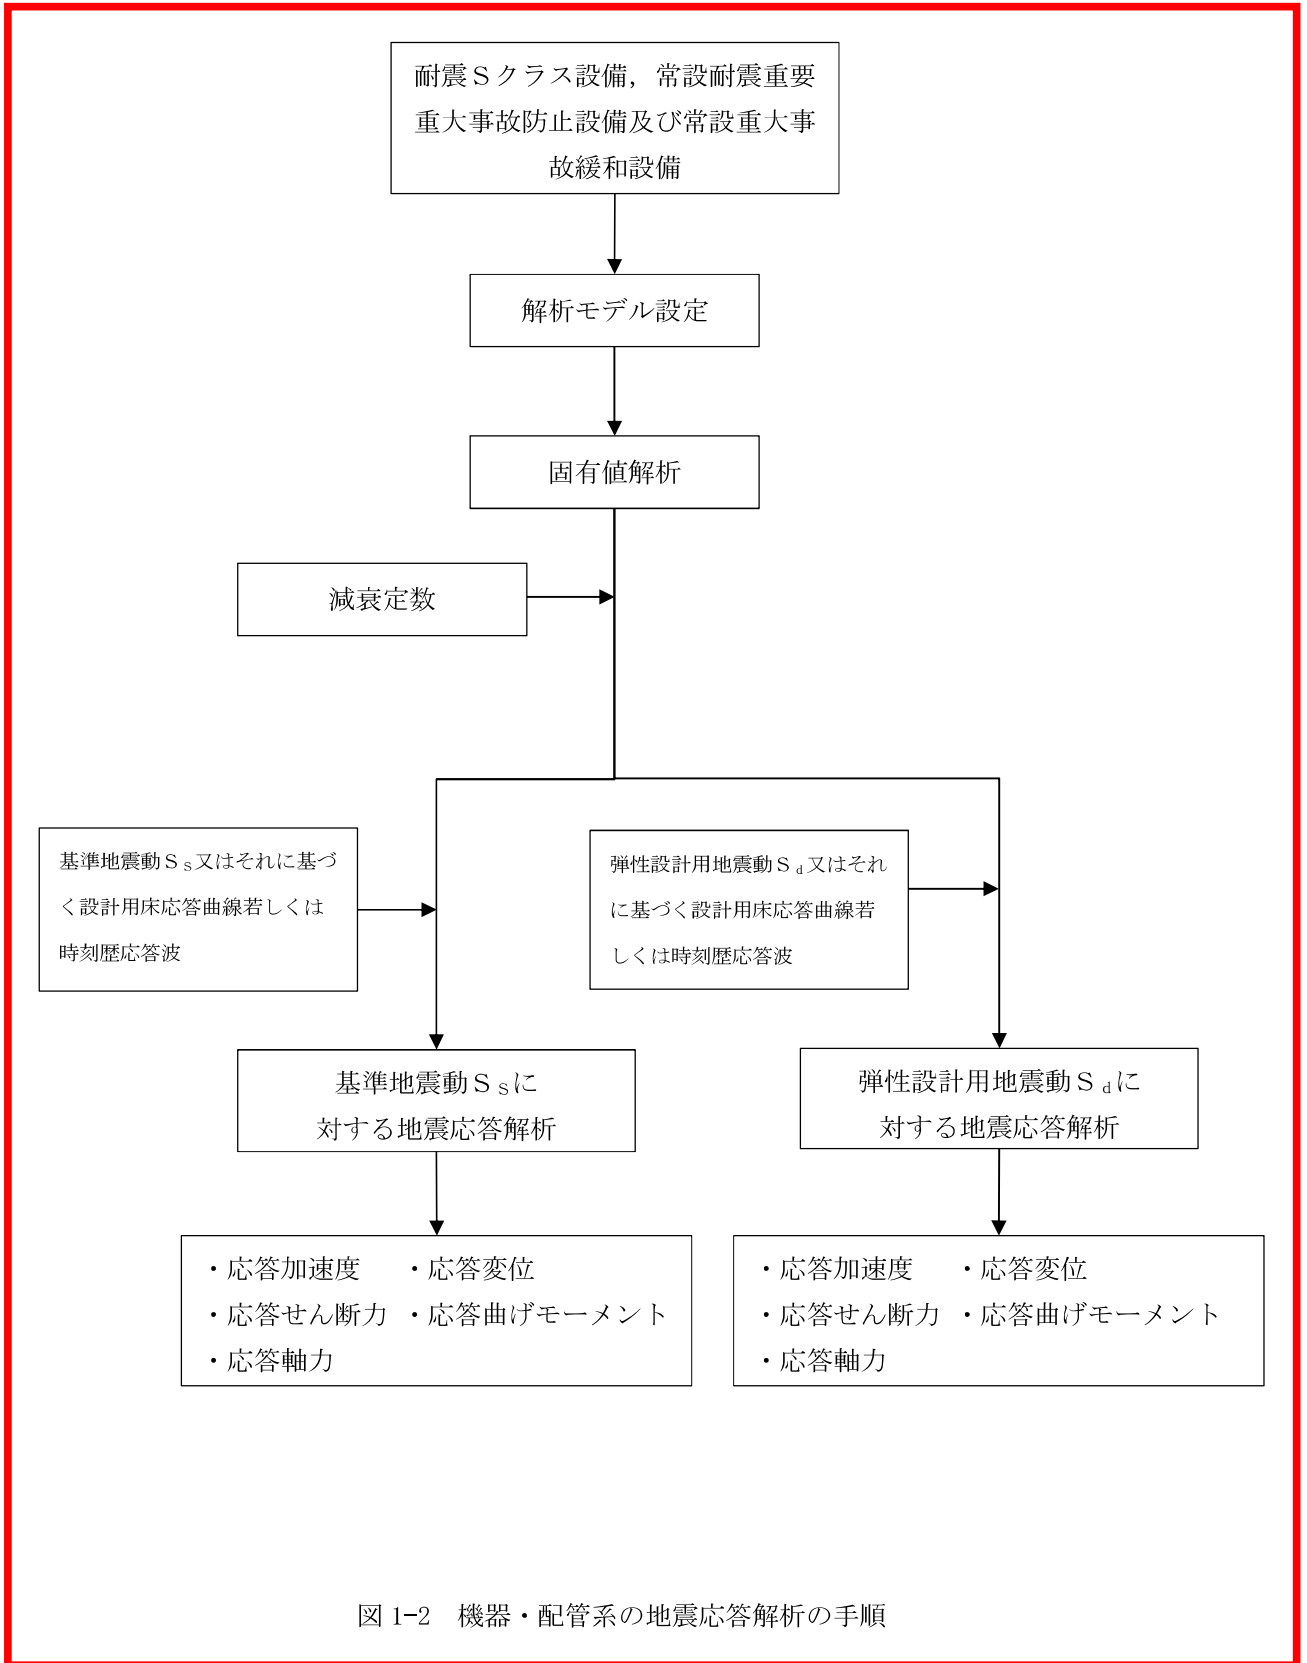 耐震Ｓクラス設備，常設耐震重要
重大事故防止設備及び常設重大事
故緩和設備
解析モデル設定
固有値解析
減衰定数
基準地震動Ｓｓ又はそれに基づ
く設計用床応答曲線若しくは
時刻歴応答波
弾性設計用地震動Ｓｄ又はそれ
に基づく設計用床応答曲線若
しくは時刻歴応答波
基準地震動Ｓｓに
対する地震応答解析
弾性設計用地震動Ｓｄに
対する地震応答解析
・応答加速度　・応答変位
・応答せん断力　・応答曲げモーメント
・応答軸力
・応答加速度　・応答変位
・応答せん断力　・応答曲げモーメント
・応答軸力
図 1-2　機器・配管系の地震応答解析の手順